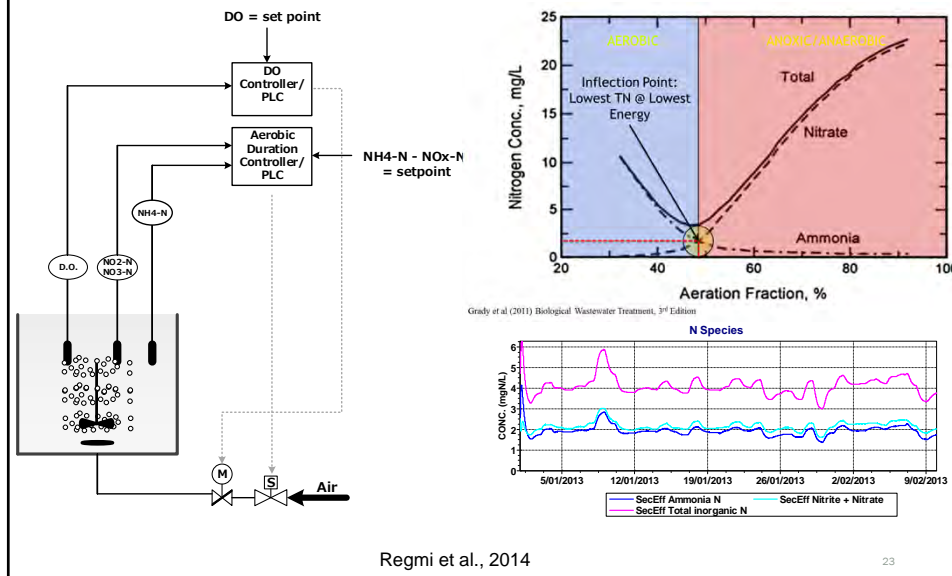 DO = set point
DO
Controller/
PLC
Aerobic
Duration
Controller/
PLC
NH4-N - NOx-N
= setpoint
NH4-N
D.O.
NO2-N
NO3-N
M
S
Air
25
20
15
10
5
0
Nitrogen Conc., mg/L
AEROBIC
ANOXIC/ANAEROBIC
Inflection Point:
Lowest TN @ Lowest
Energy
Total
Nitrate
Ammonia
20 40 60 80 100
Aeration Fraction, %
Grady et al (2011) Biological Wastewater Treatment, 3rd Edition
N Species
6
5
4
3
2
1
0
CONC. (mgN/L)
5/01/2013 12/01/2013 19/01/2013 26/01/2013 2/02/2013 9/02/2013
SecEff Ammonia N SecEff Nitrite + Nitrate
SecEff Total inorganic N
Regmi et al., 2014
23